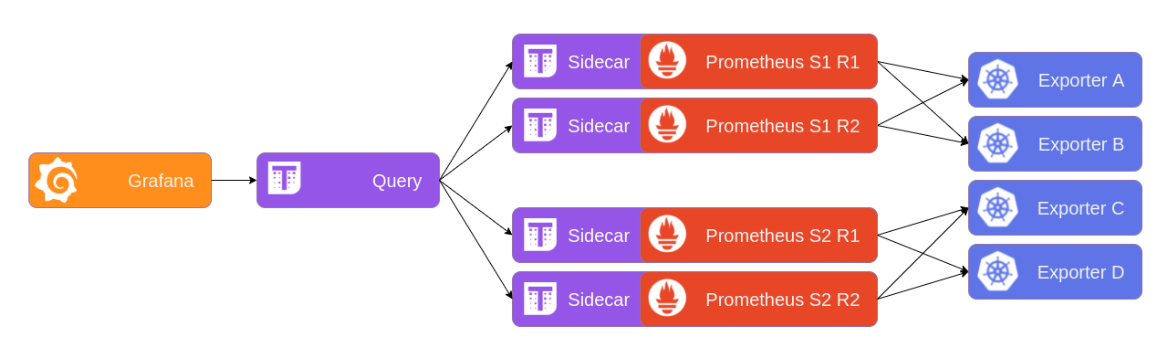 Grafana
Query
Sidecar
Prometheus S1 R1
Sidecar
Prometheus S1 R2
Sidecar
Prometheus S2 R1
Sidecar
Prometheus S2 R2
Exporter A
Exporter B
Exporter C
Exporter D